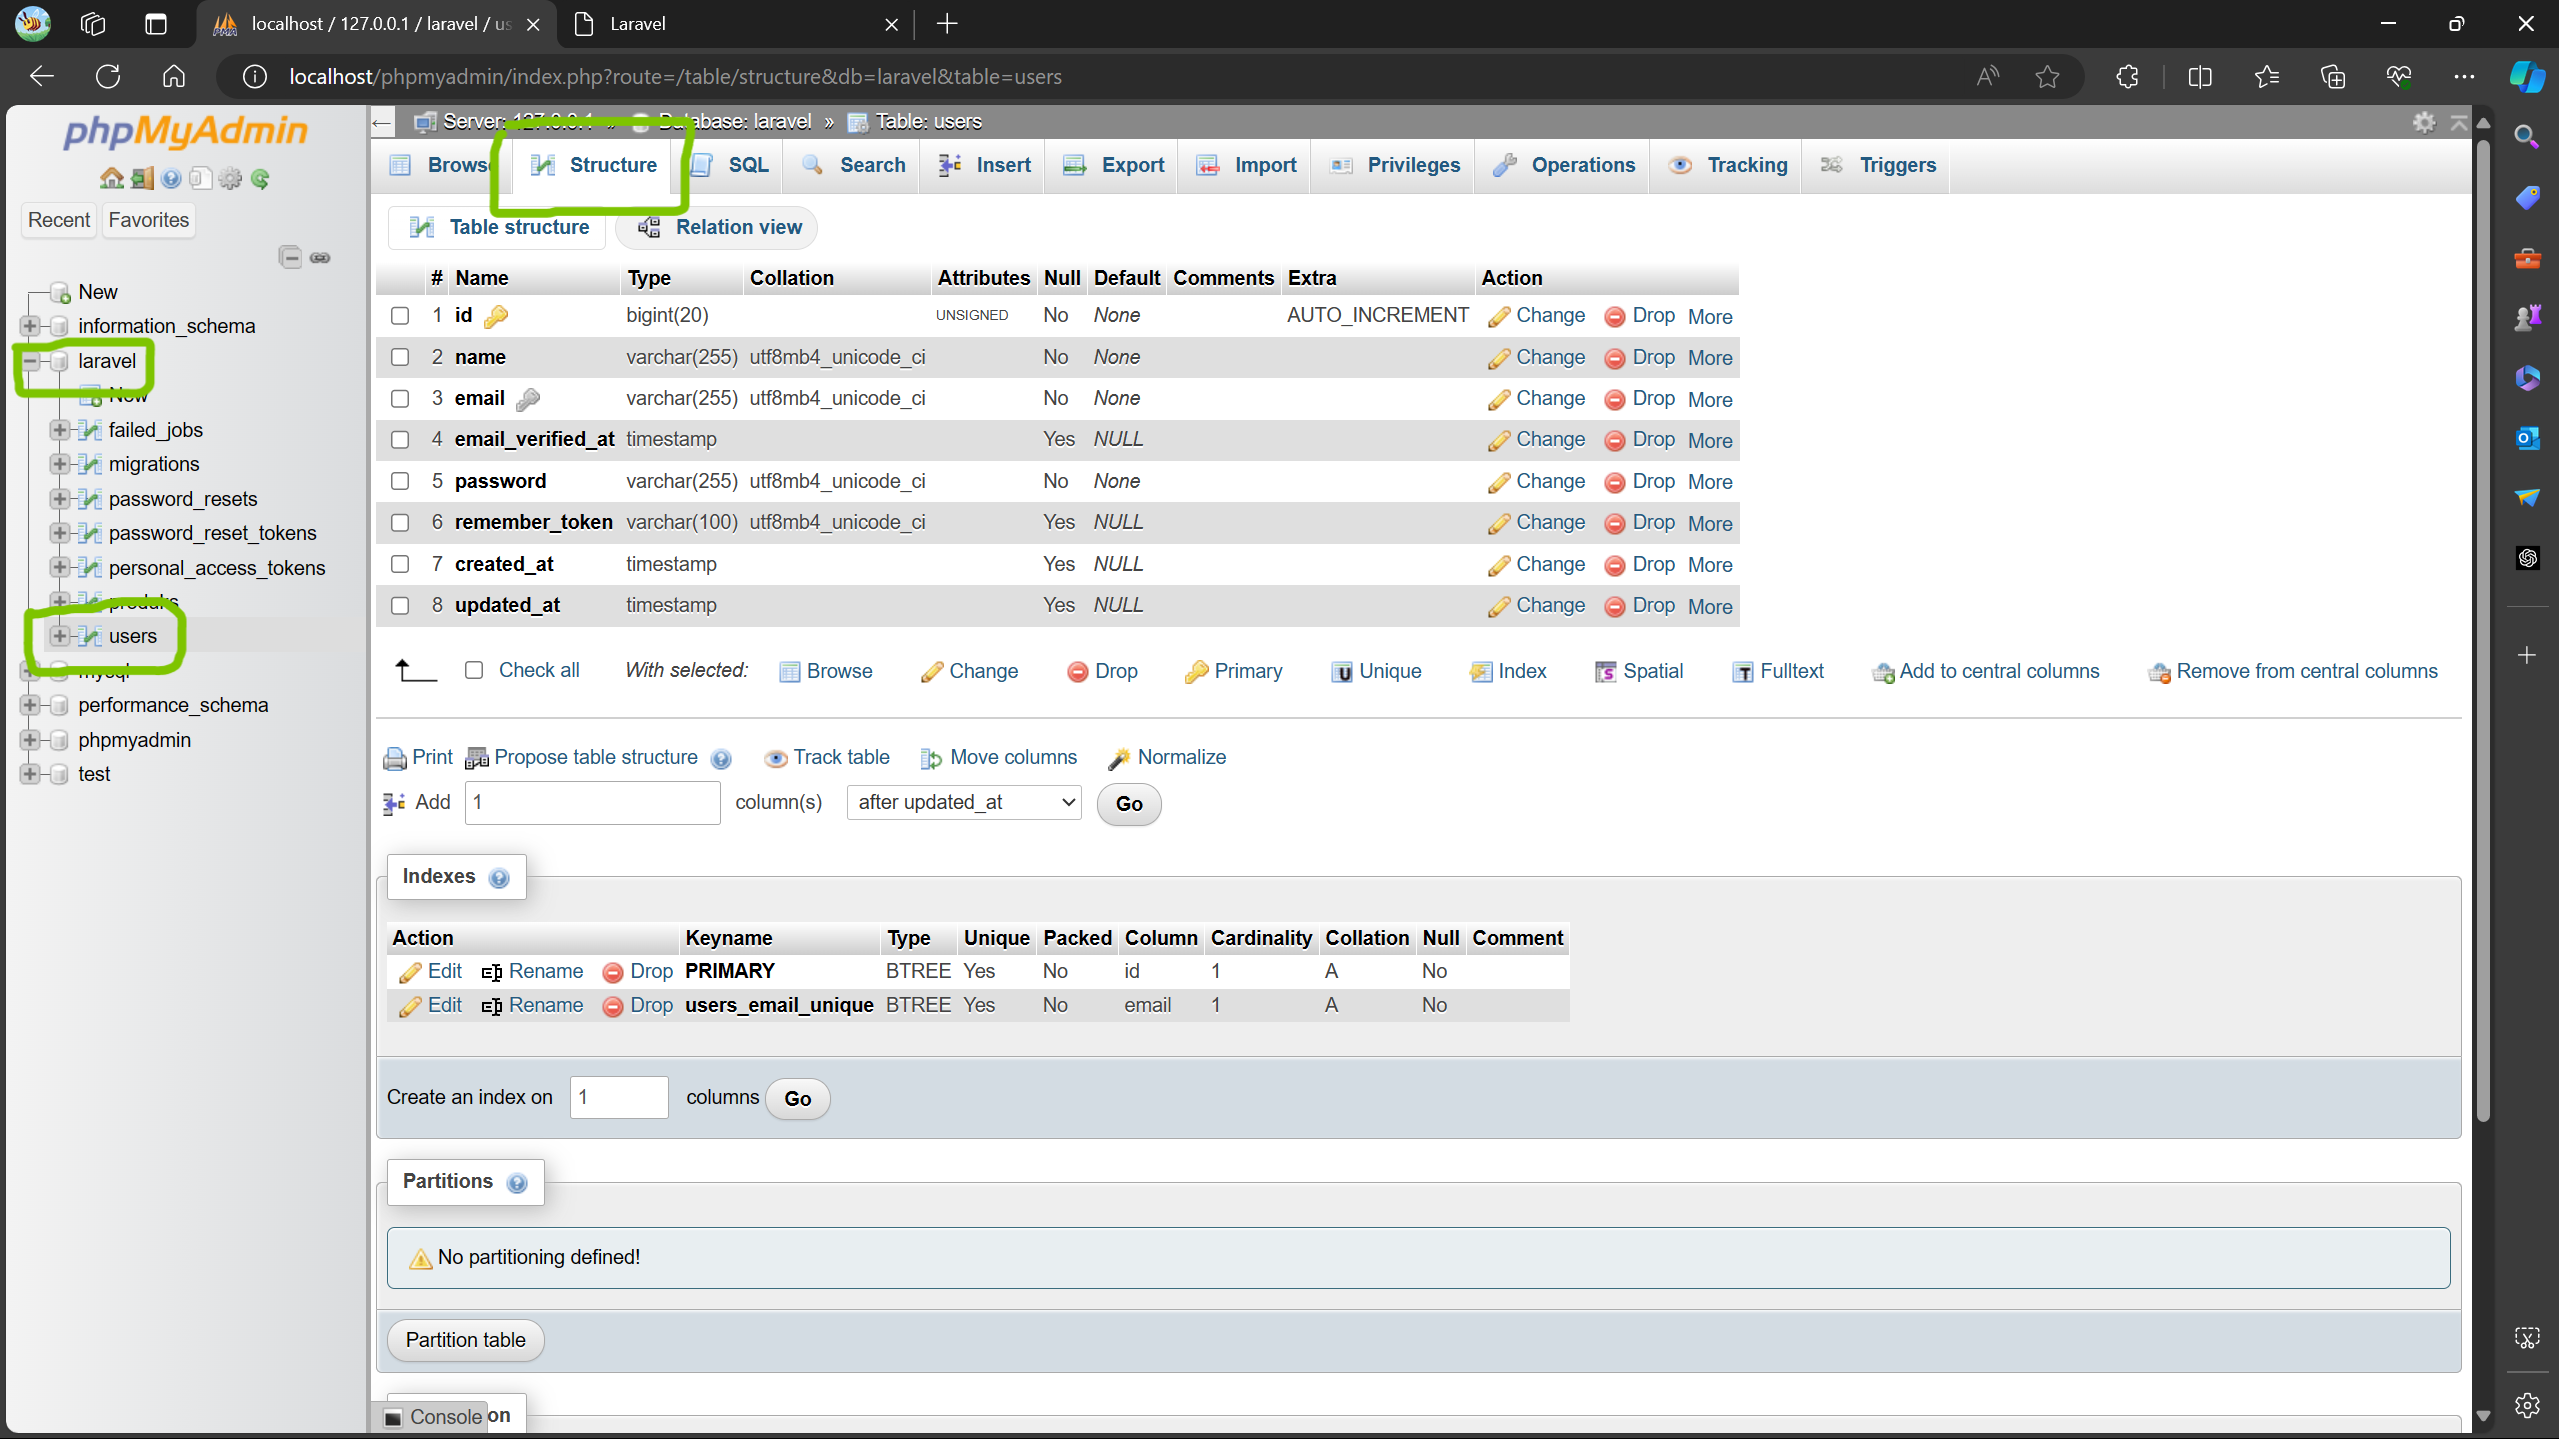 localhost / 127.0.0.1 / laravel / us
Laravel
localhost/phpmyadmin/index.php?route=/table/structure&db=laravel&table=users
phpMyAdmin
Recent
Favorites
New
information_schema
laravel
New
failed_jobs
migrations
password_resets
password_reset_tokens
personal_access_tokens
produks
users
mysql
performance_schema
phpmyadmin
test
Server: 127.0.0.1 » Database: laravel » Table: users
Browse Structure SQL Search Insert Export Import Privileges Operations Tracking Triggers
Table structure Relation view
# Name Type Collation Attributes Null Default Comments Extra Action
1 id bigint(20) UNSIGNED No None AUTO_INCREMENT Change Drop More
2 name varchar(255) utf8mb4_unicode_ci No None Change Drop More
3 email varchar(255) utf8mb4_unicode_ci No None Change Drop More
4 email_verified_at timestamp Yes NULL Change Drop More
5 password varchar(255) utf8mb4_unicode_ci No None Change Drop More
6 remember_token varchar(100) utf8mb4_unicode_ci Yes NULL Change Drop More
7 created_at timestamp Yes NULL Change Drop More
8 updated_at timestamp Yes NULL Change Drop More
Check all With selected: Browse Change Drop Primary Unique Index Spatial Fulltext Add to central columns Remove from central columns
Print Propose table structure Track table Move columns Normalize
Add 1 column(s) after updated_at Go
Indexes
Action Keyname Type Unique Packed Column Cardinality Collation Null Comment
Edit Rename Drop PRIMARY BTREE Yes No id 1 A No
Edit Rename Drop users_email_unique BTREE Yes No email 1 A No
Create an index on 1 columns Go
Partitions
No partitioning defined!
Partition table
Console on